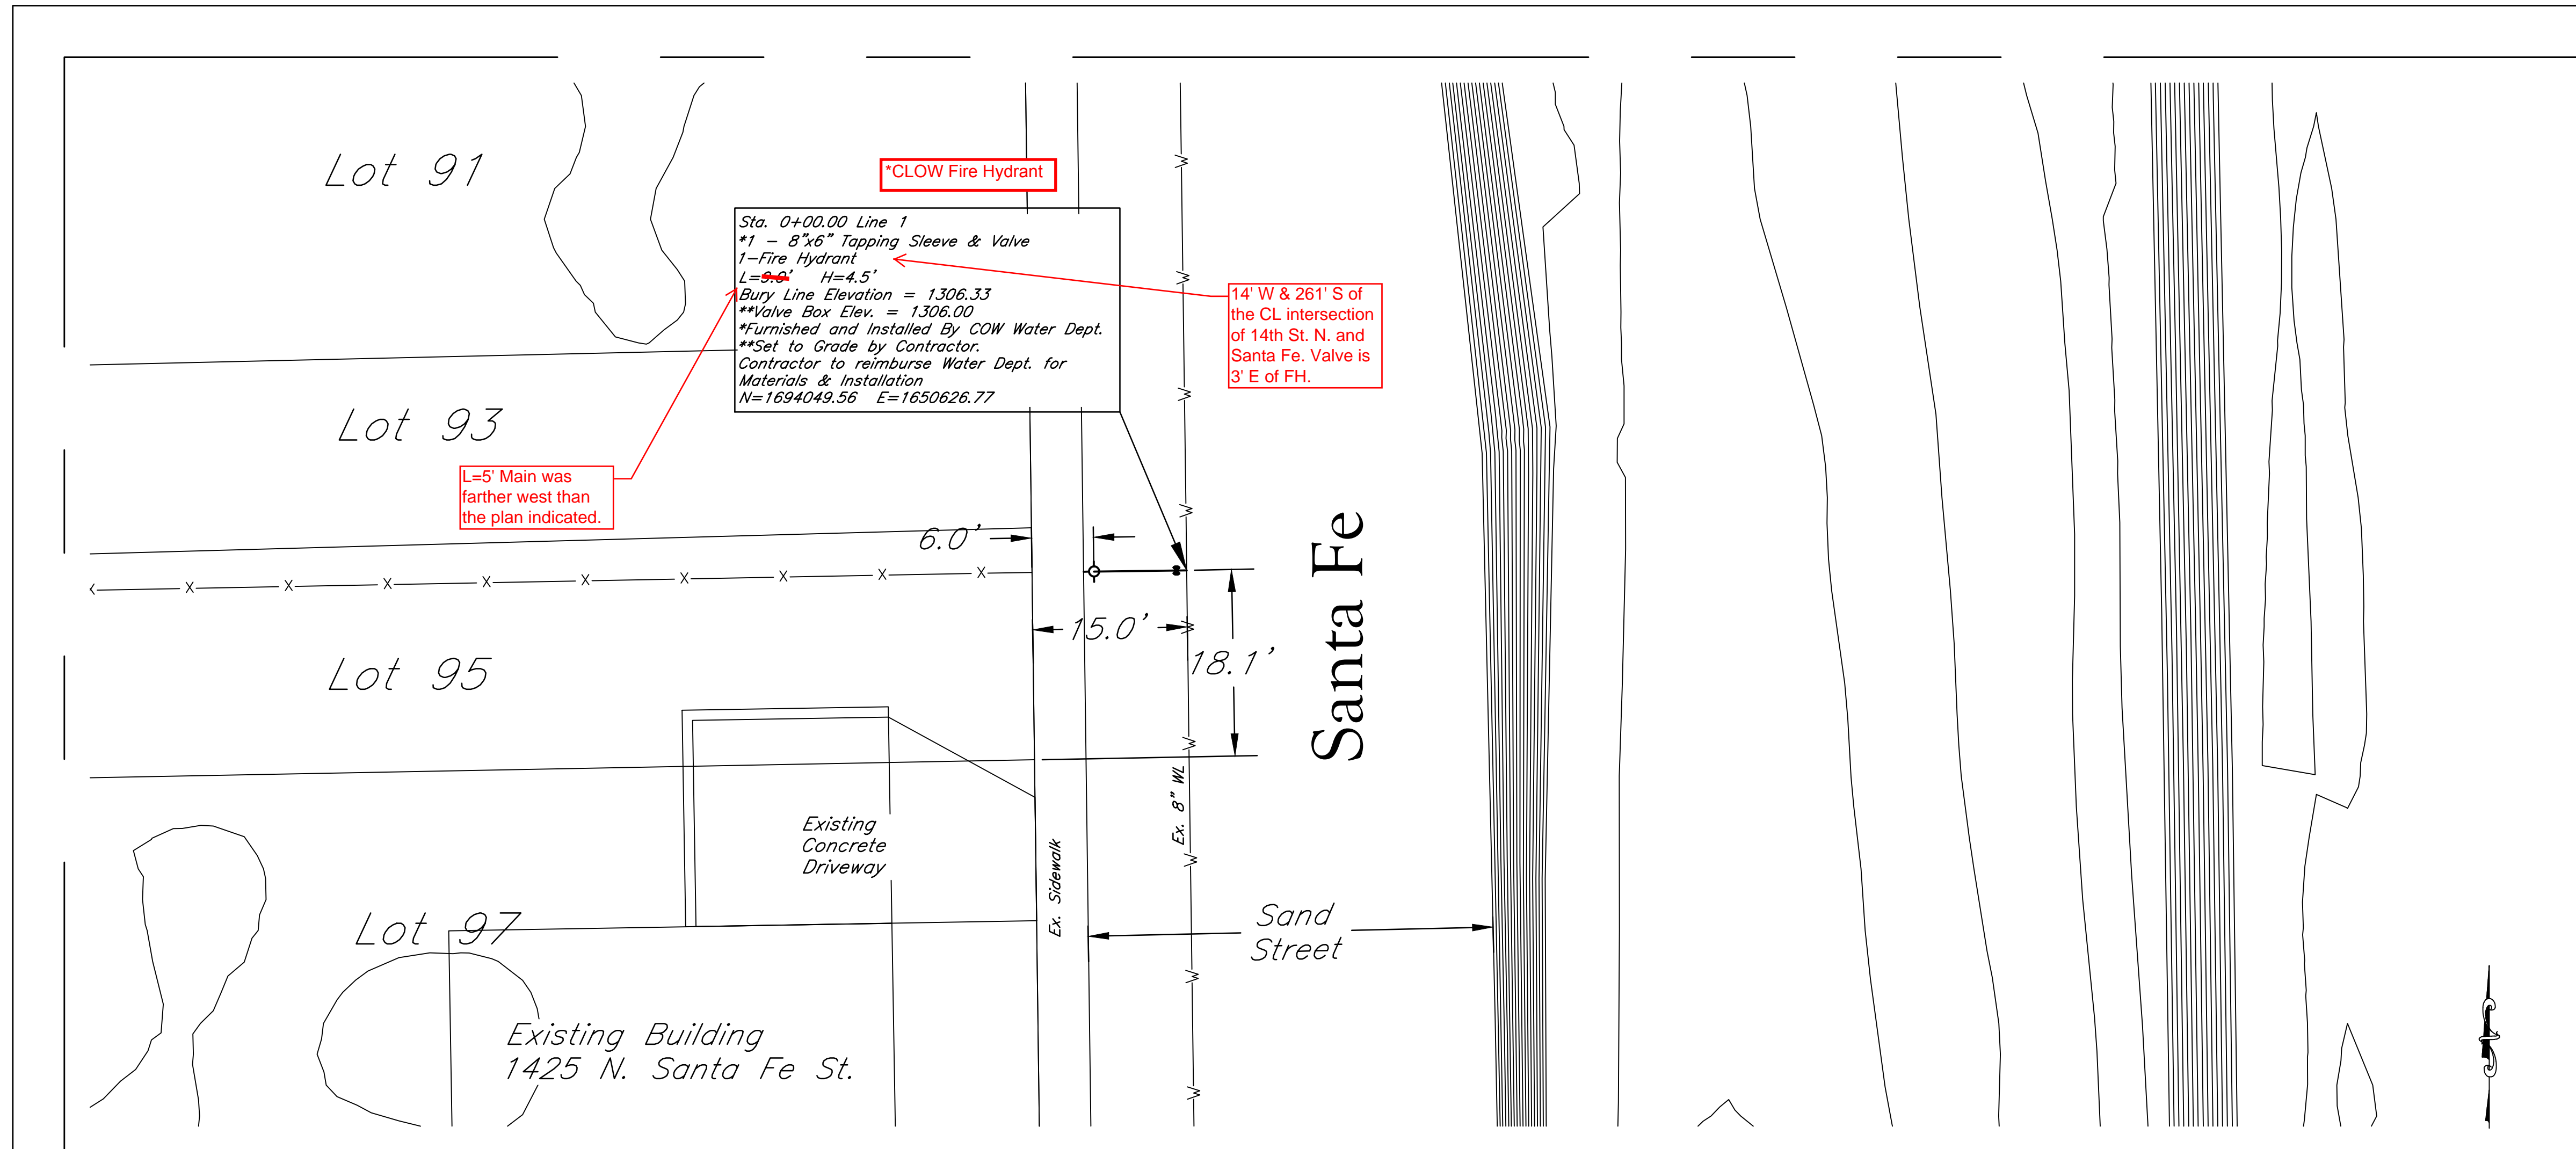 Lot 91
*CLOW Fire Hydrant
Sta. 0+00.00 Line 1
*1 - 8"x6" Tapping Sleeve & Valve
1-Fire Hydrant
L=9.0' H=4.5'
Bury Line Elevation = 1306.33
**Valve Box Elev. = 1306.00
*Furnished and Installed By COW Water Dept.
**Set to Grade by Contractor.
Contractor to reimburse Water Dept. for
Materials & Installation
N=1694049.56 E=1650626.77
14' W & 261' S of
the CL intersection
of 14th St. N. and
Santa Fe. Valve is
3' E of FH.
Lot 93
L=5' Main was
farther west than
the plan indicated.
6.0'
15.0'
18.1'
Santa Fe
Lot 95
Existing
Concrete
Driveway
Ex. Sidewalk
Ex. 8" WL
Lot 97
Sand
Street
Existing Building
1425 N. Santa Fe St.
X X X X X X X X X
W W W W W W W W W